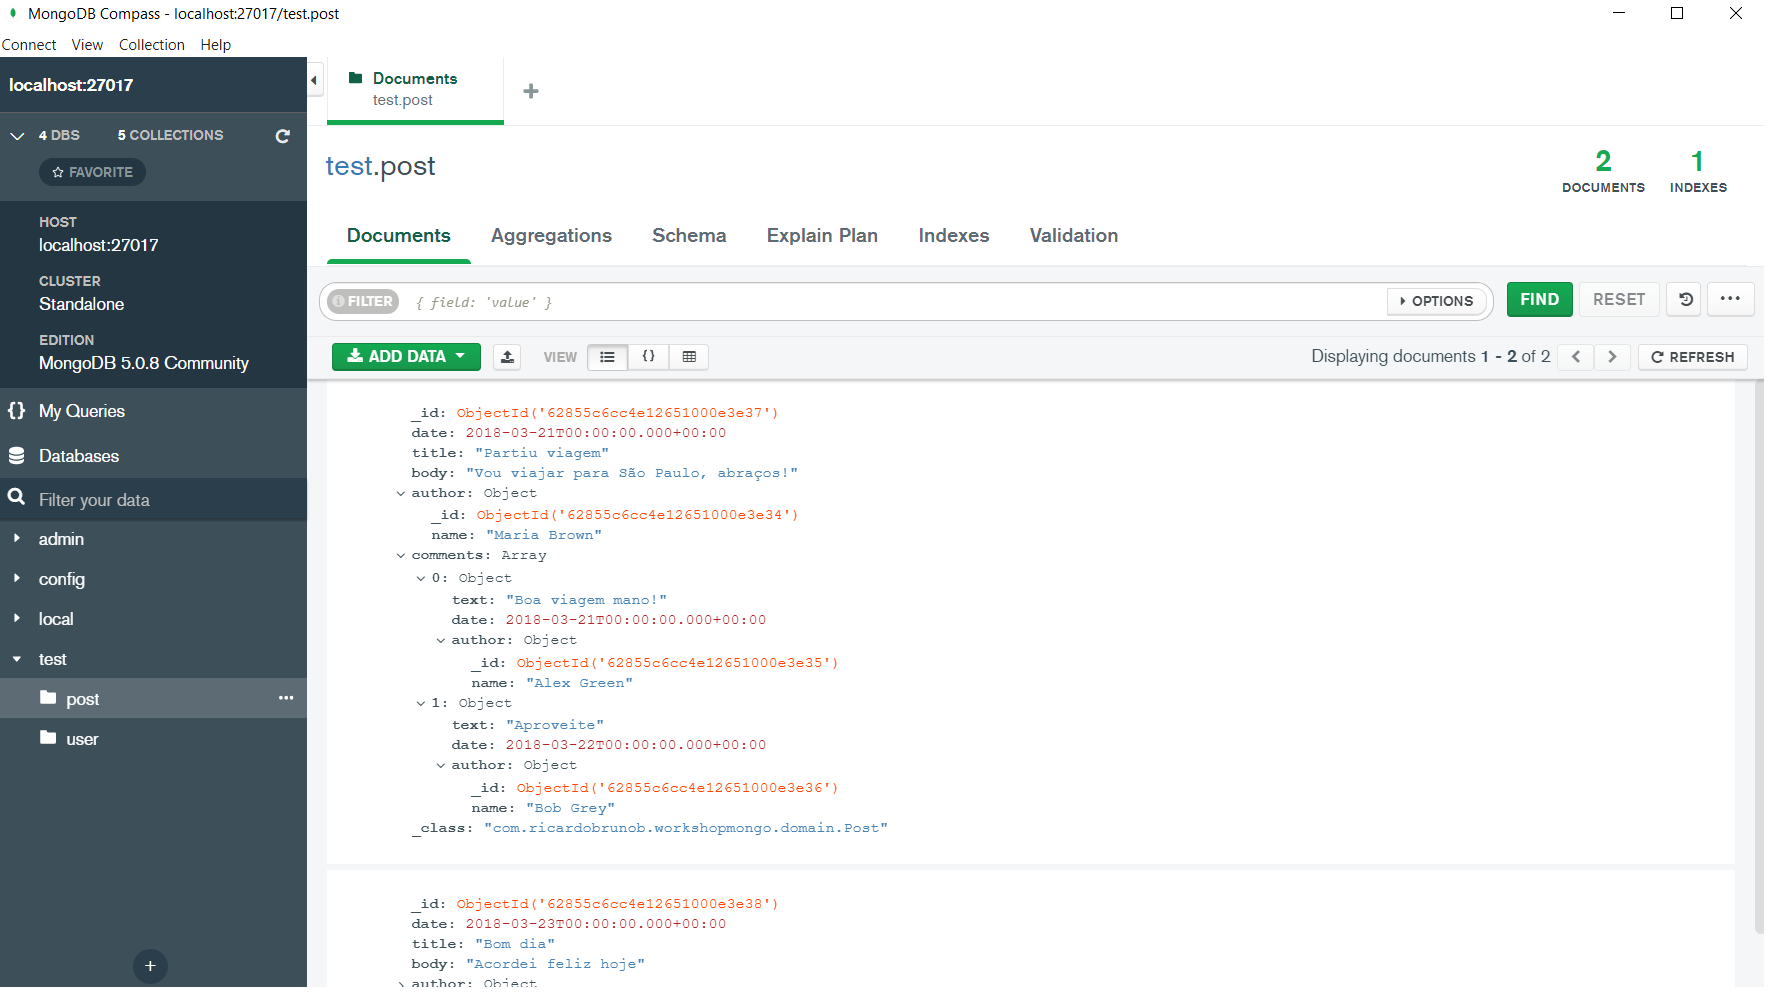 MongoDB Compass - localhost:27017/test.post
Connect View Collection Help
localhost:27017
4 DBS 5 COLLECTIONS
FAVORITE
HOST
localhost:27017
CLUSTER
Standalone
EDITION
MongoDB 5.0.8 Community
{} My Queries
Databases
Filter your data
admin
config
local
test
post ...
user
+
Documents
test.post
+
test.post
2
DOCUMENTS
1
INDEXES
Documents Aggregations Schema Explain Plan Indexes Validation
FILTER { field: 'value' } OPTIONS FIND RESET ...
ADD DATA VIEW {} Displaying documents 1 - 2 of 2 < > REFRESH
_id: ObjectId('62855c6cc4e12651000e3e37')
date: 2018-03-21T00:00:00.000+00:00
title: "Partiu viagem"
body: "Vou viajar para São Paulo, abraços!"
author: Object
_id: ObjectId('62855c6cc4e12651000e3e34')
name: "Maria Brown"
comments: Array
0: Object
text: "Boa viagem mano!"
date: 2018-03-21T00:00:00.000+00:00
author: Object
_id: ObjectId('62855c6cc4e12651000e3e35')
name: "Alex Green"
1: Object
text: "Aproveite"
date: 2018-03-22T00:00:00.000+00:00
author: Object
_id: ObjectId('62855c6cc4e12651000e3e36')
name: "Bob Grey"
_class: "com.ricardobrunob.workshopmongo.domain.Post"
_id: ObjectId('62855c6cc4e12651000e3e38')
date: 2018-03-23T00:00:00.000+00:00
title: "Bom dia"
body: "Acordei feliz hoje"
author: Object